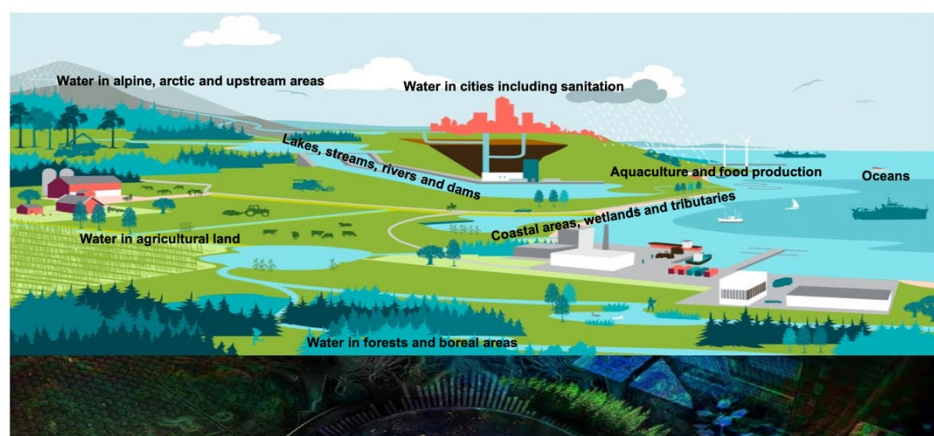 Water in alpine, arctic and upstream areas
Water in cities including sanitation
Lakes, streams, rivers and dams
Aquaculture and food production
Oceans
Coastal areas, wetlands and tributaries
Water in agricultural land
Water in forests and boreal areas